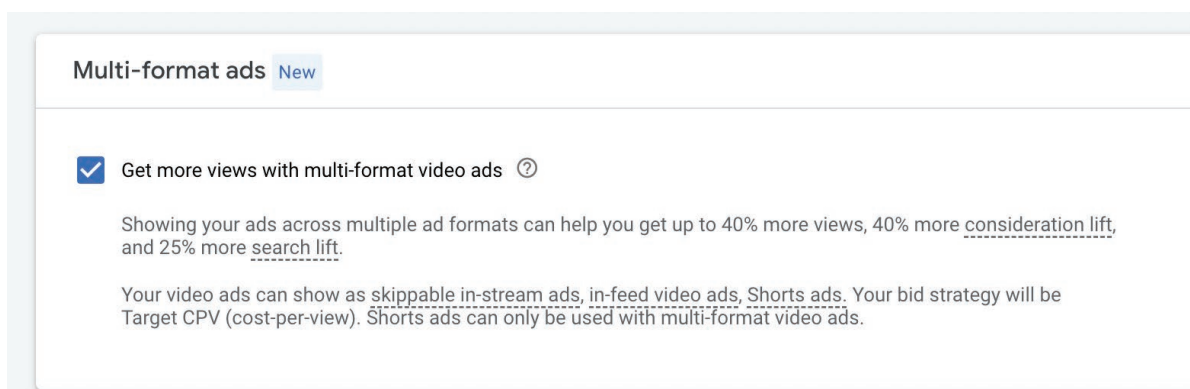 Multi-format ads New
Get more views with multi-format video ads ?
Showing your ads across multiple ad formats can help you get up to 40% more views, 40% more consideration lift,
and 25% more search lift.
Your video ads can show as skippable in-stream ads, in-feed video ads, Shorts ads. Your bid strategy will be
Target CPV (cost-per-view). Shorts ads can only be used with multi-format video ads.